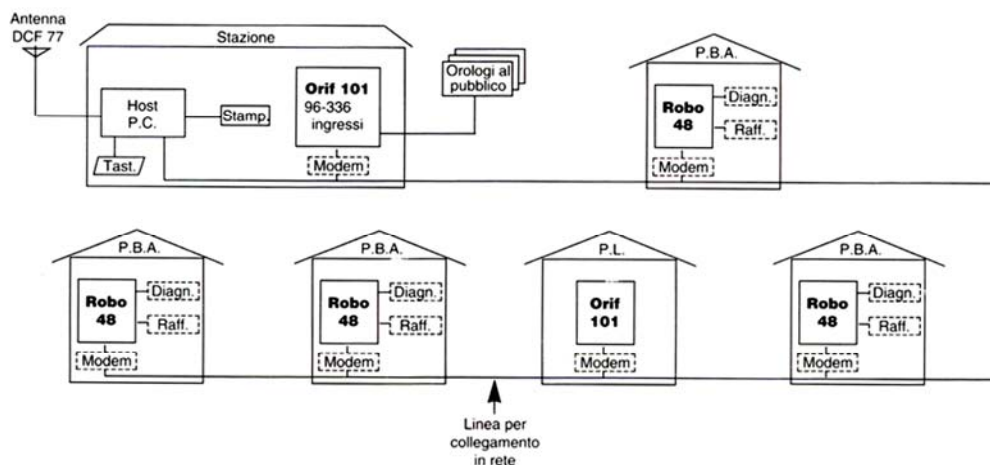 Antenna
DCF 77
Stazione
Host
P.C.
Stamp.
Tast.
Orif 101
96-336
ingressi
Modem
Orologi al
pubblico
P.B.A.
Robo
48
Diagn.
Raff.
Modem
P.B.A.
Robo
48
Diagn.
Raff.
Modem
P.B.A.
Robo
48
Diagn.
Raff.
Modem
P.L.
Orif
101
Modem
P.B.A.
Robo
48
Diagn.
Raff.
Modem
Linea per
collegamento
in rete